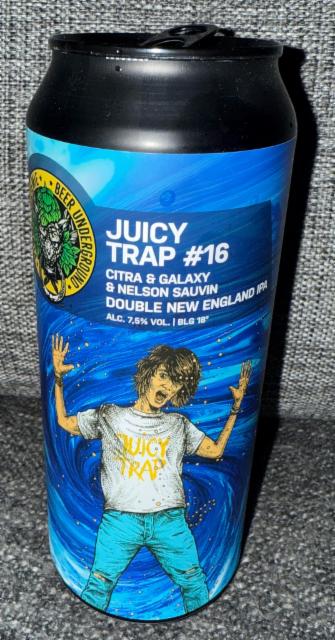 BEER UNDERGROUND
JUICY
TRAP #16
CITRA & GALAXY
& NELSON SAUVIN
DOUBLE NEW ENGLAND IPA
ALC. 7,5% VOL. | BLG 18°
JUICY
TRAP